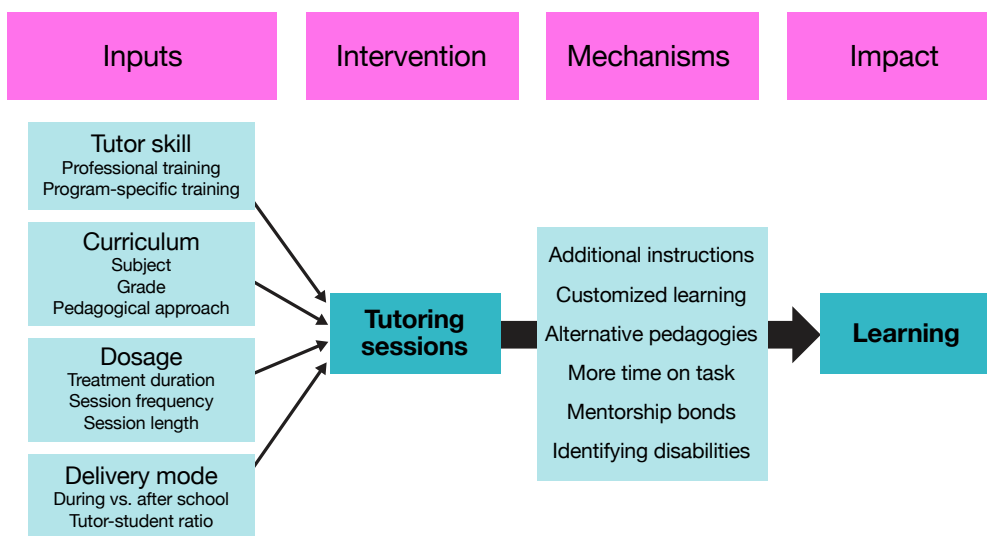 Inputs
Intervention
Mechanisms
Impact
Tutor skill
Professional training
Program-specific training
Curriculum
Subject
Grade
Pedagogical approach
Dosage
Treatment duration
Session frequency
Session length
Delivery mode
During vs. after school
Tutor-student ratio
Tutoring
sessions
Additional instructions
Customized learning
Alternative pedagogies
More time on task
Mentorship bonds
Identifying disabilities
Learning